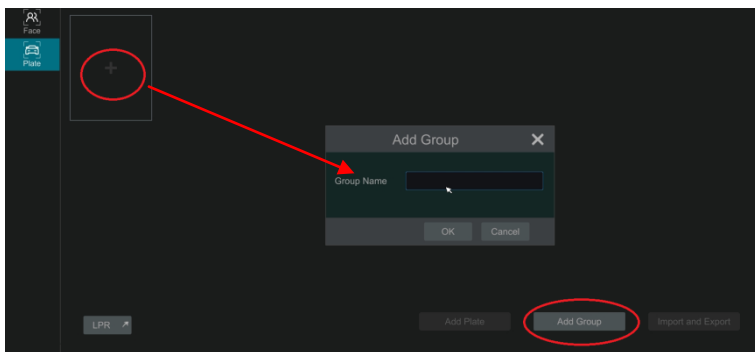 Face
Plate
+
Add Group
Group Name
OK Cancel
LPR
Add Plate Add Group Import and Export